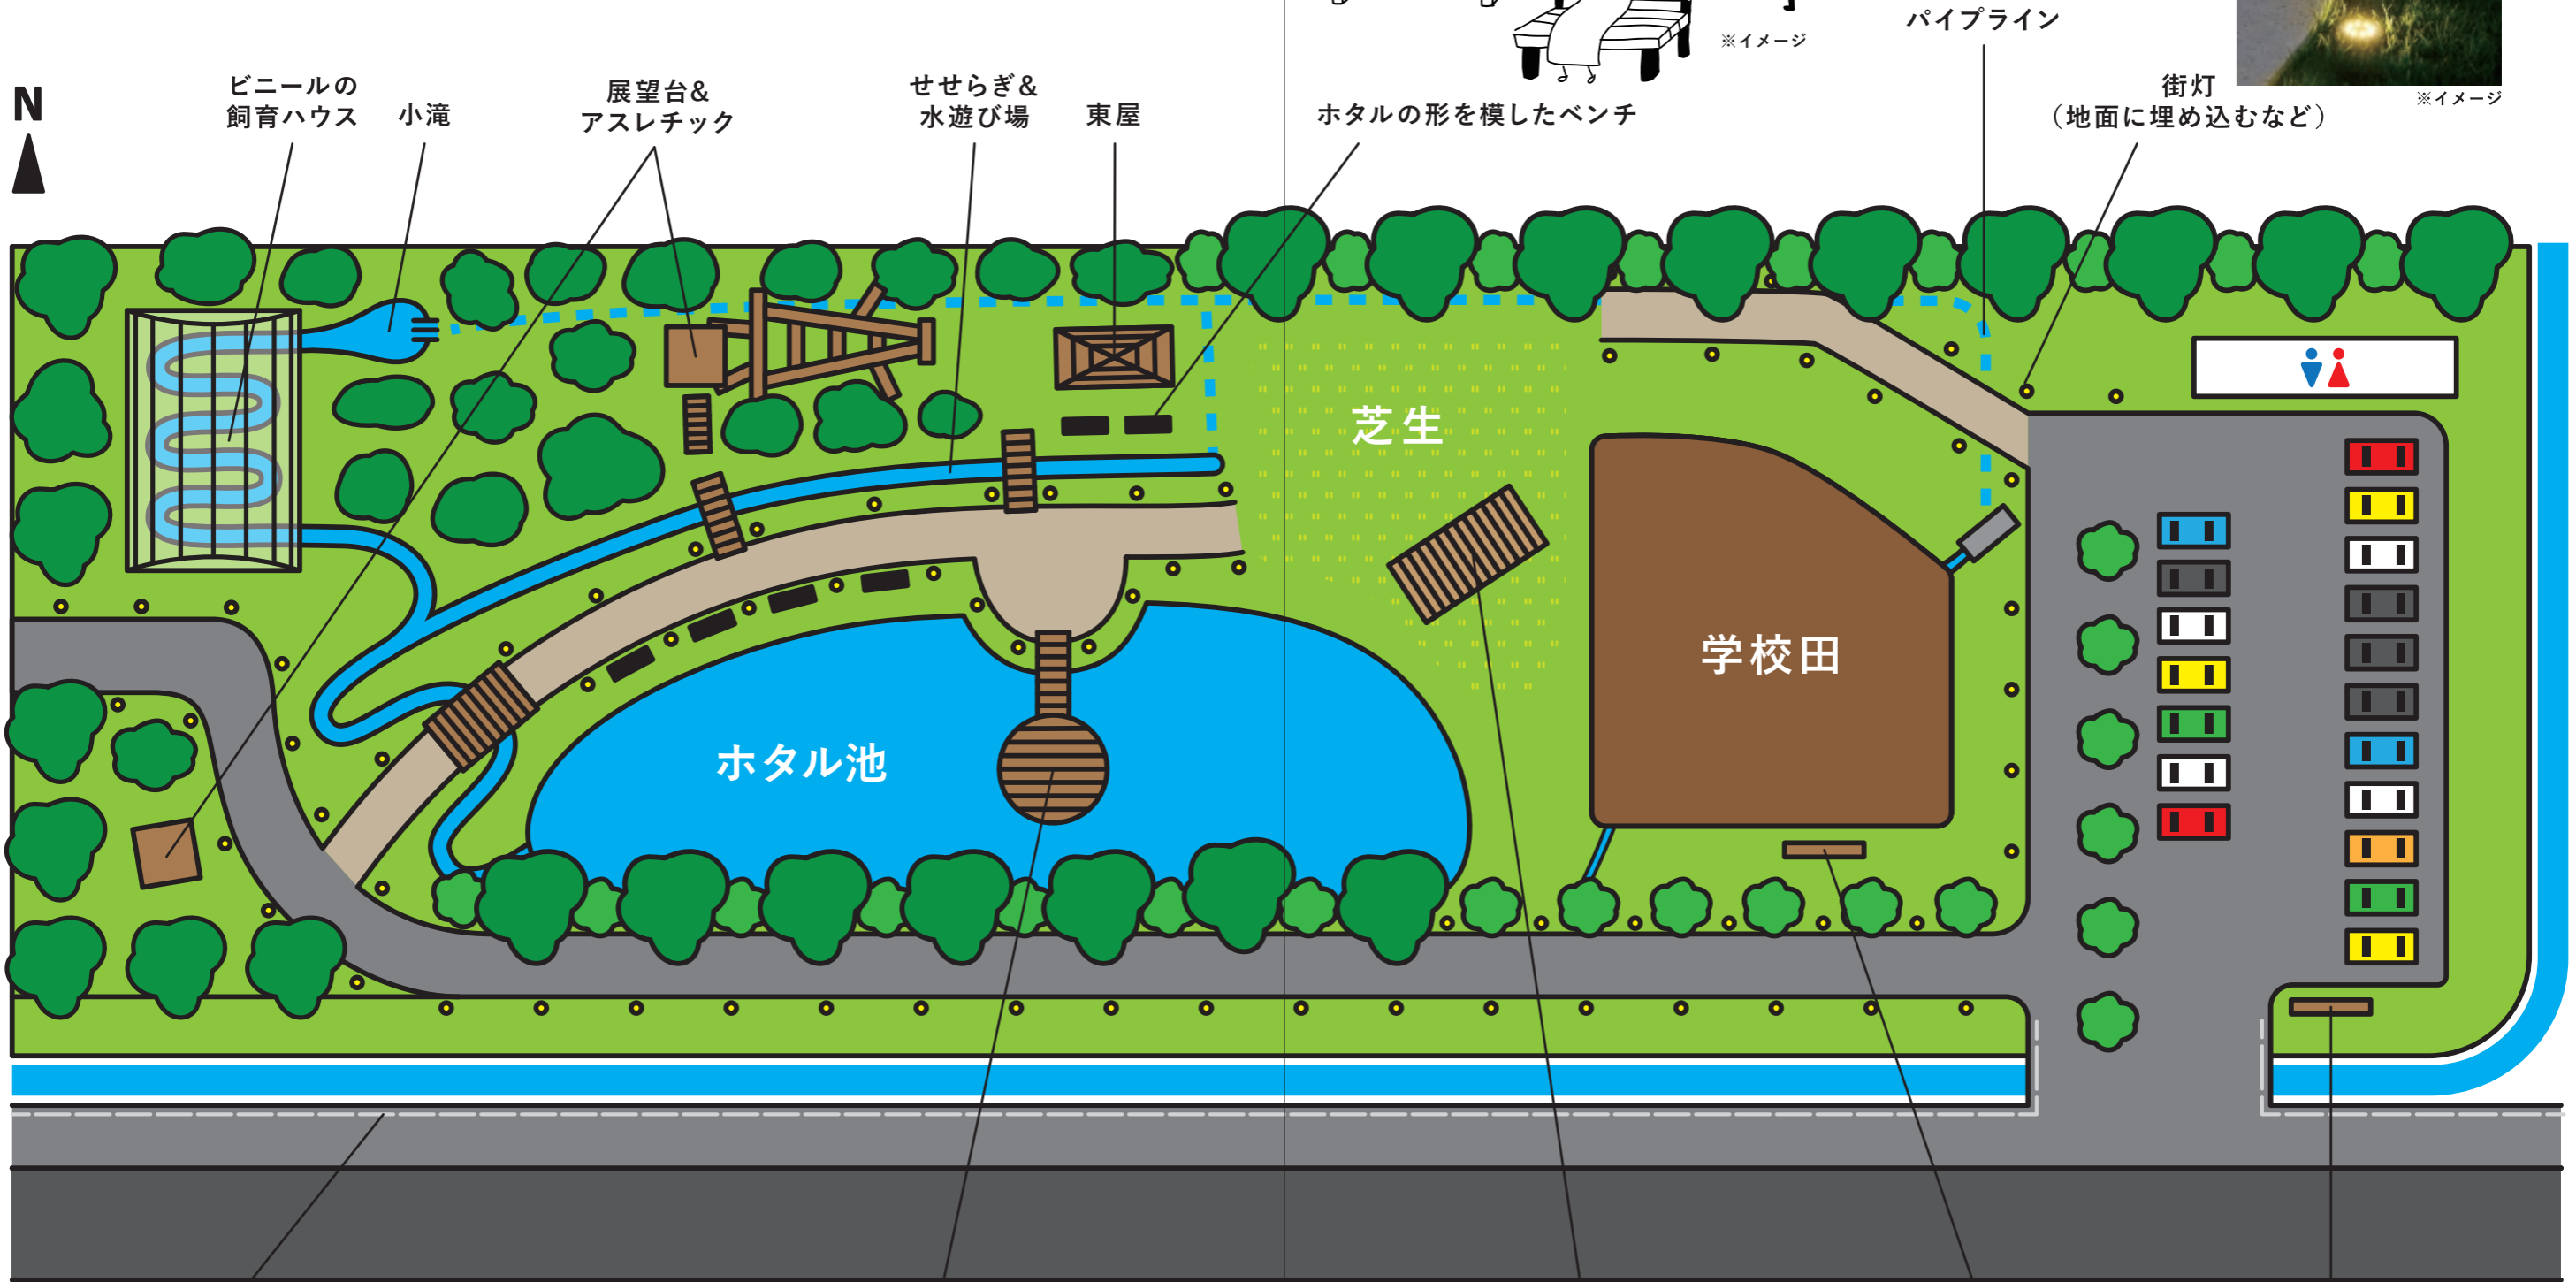 パイプライン
※イメージ
※イメージ
N
ビニールの
飼育ハウス
小滝
展望台&
アスレチック
せせらぎ&
水遊び場
東屋
ホタルの形を模したベンチ
街灯
（地面に埋め込むなど）
芝生
学校田
ホタル池